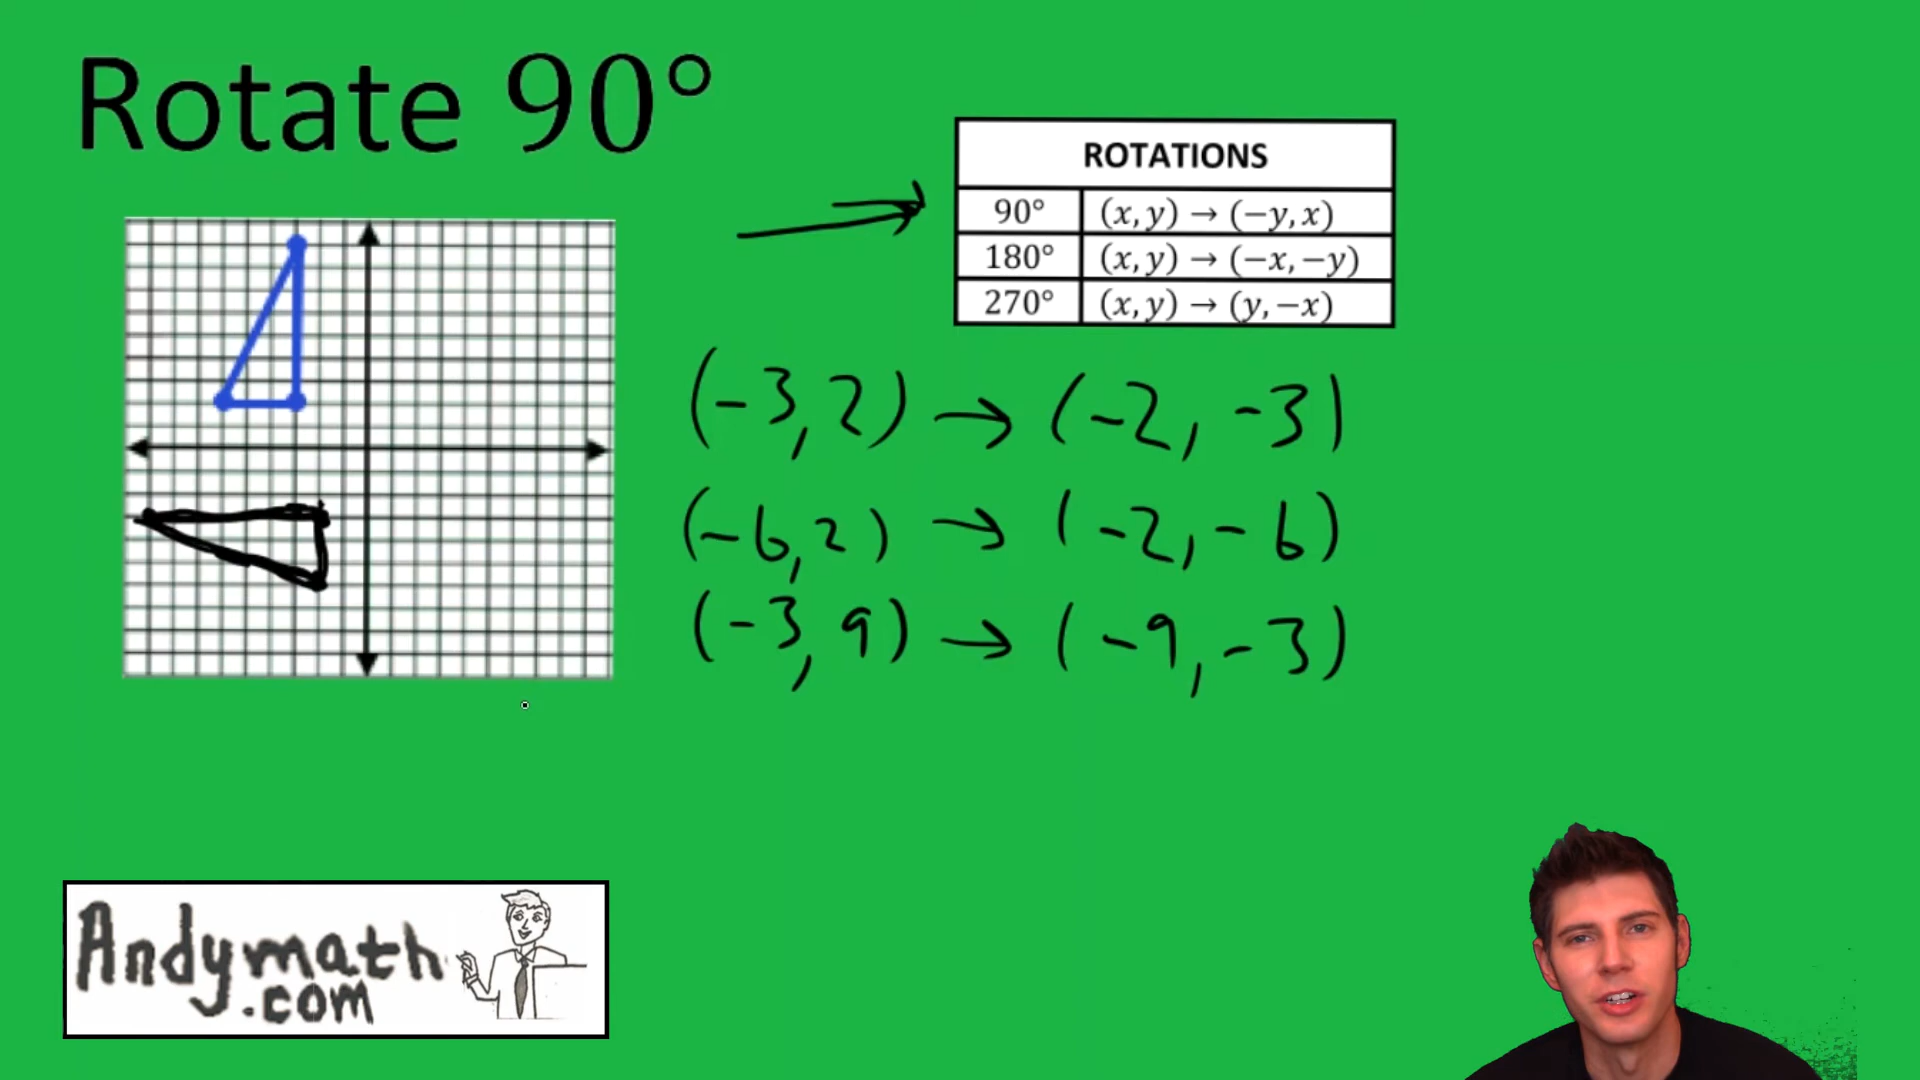 Rotate 90°
ROTATIONS
90° (x, y) → (−y, x)
180° (x, y) → (−x, −y)
270° (x, y) → (y, −x)
(-3, 2) → (-2, -3)
(-6, 2) → (-2, -6)
(-3, 9) → (-9, -3)
Andymath
.com